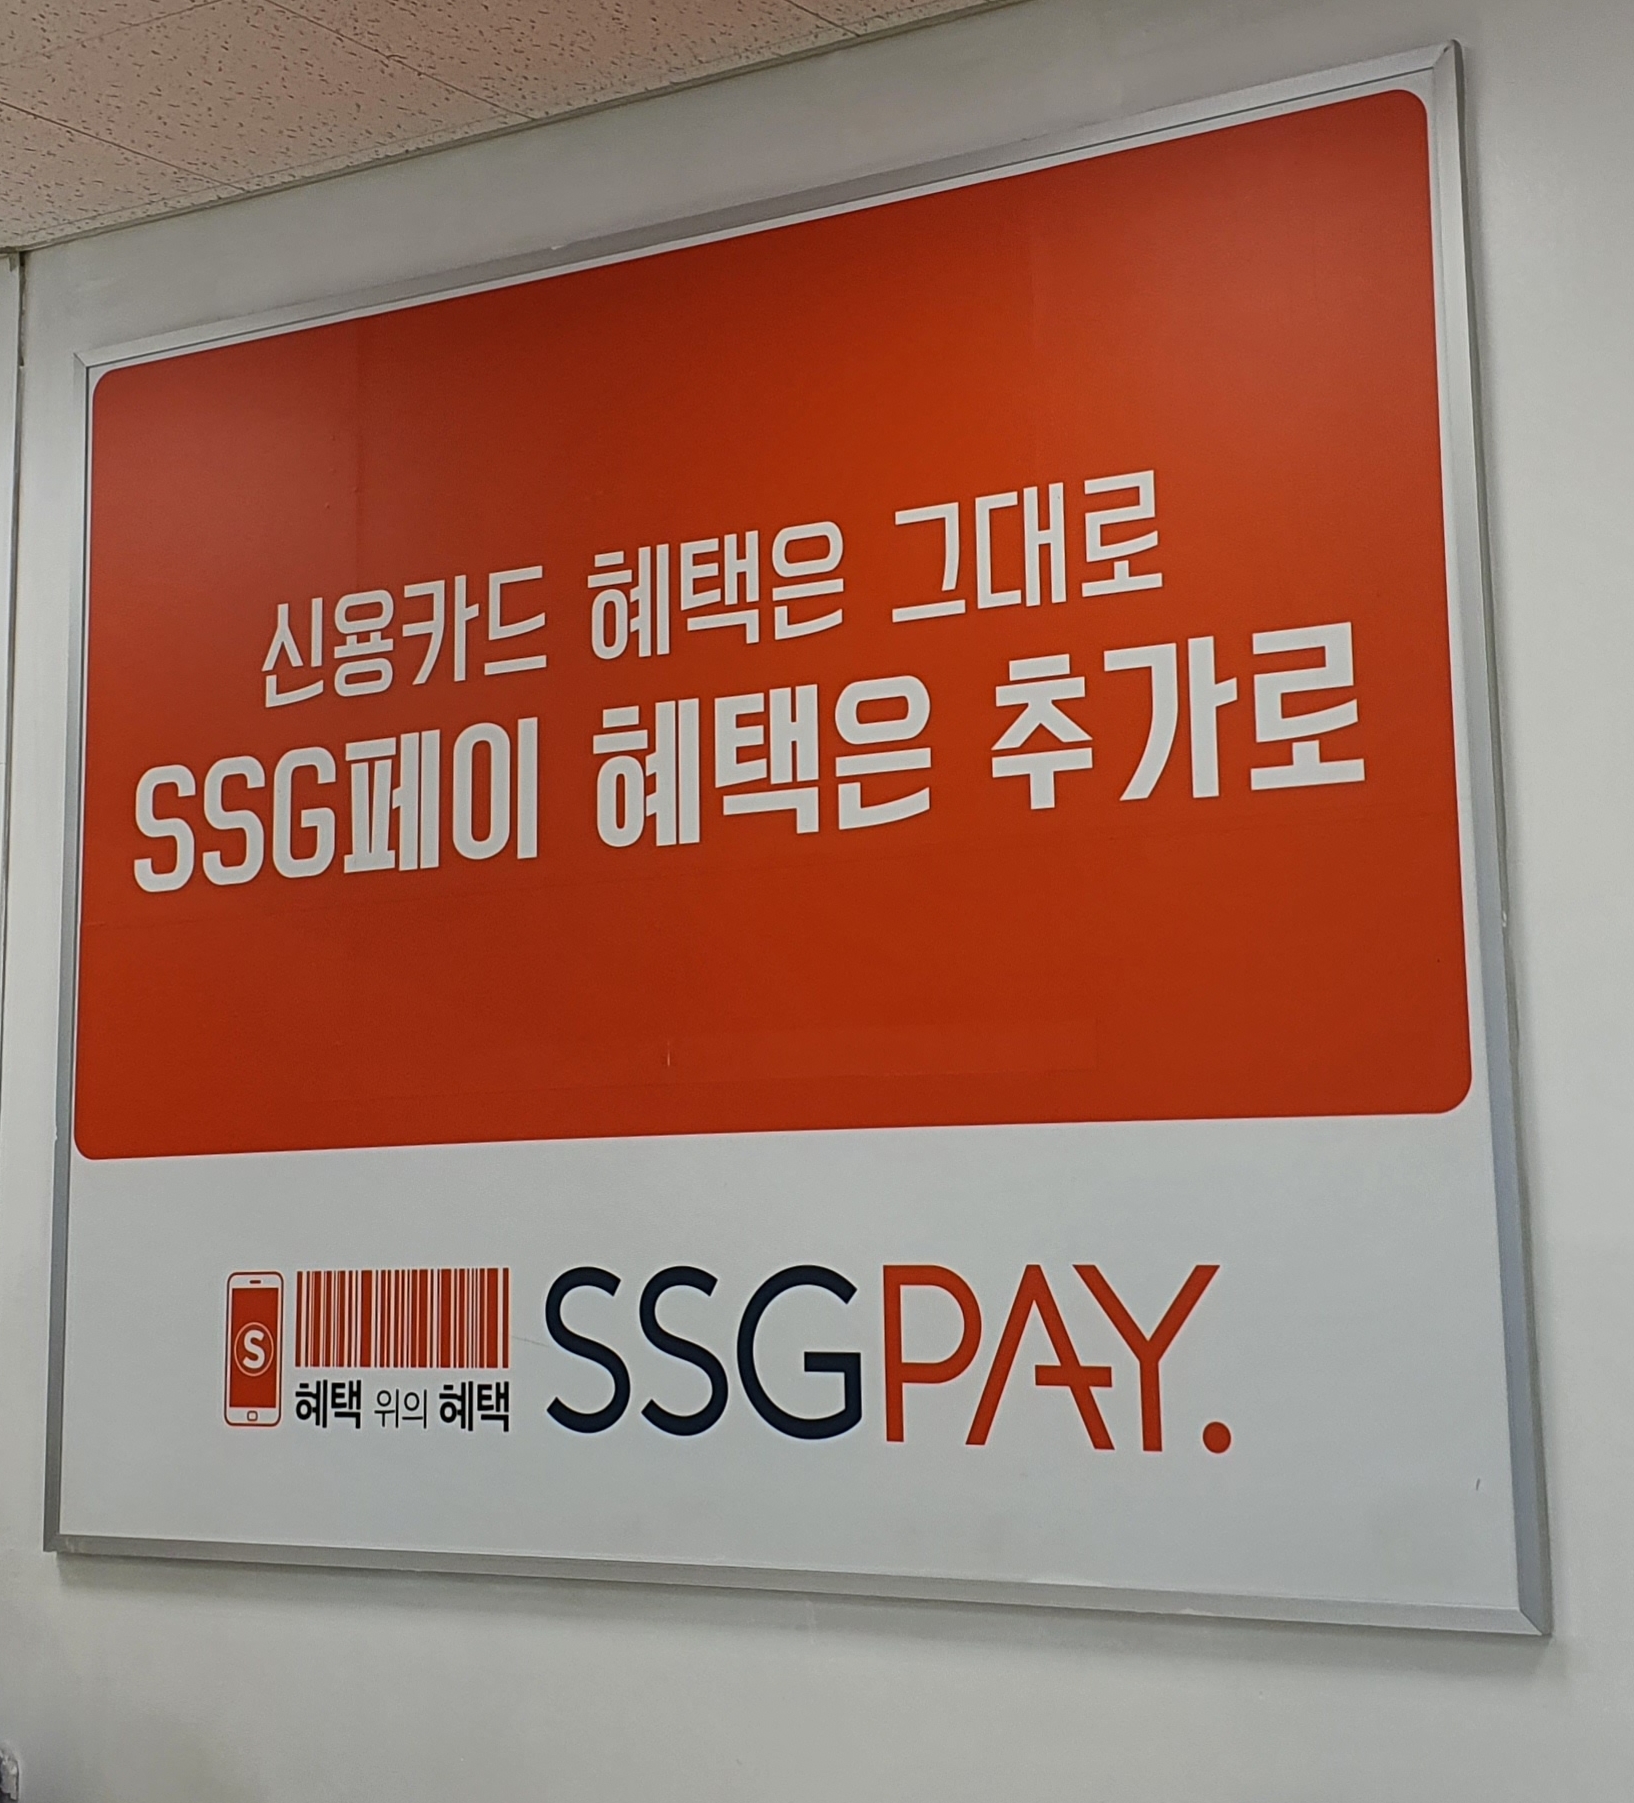 신용카드 혜택은 그대로
SSG페이 혜택은 추가로
S
혜택 위의 혜택
SSGPAY.